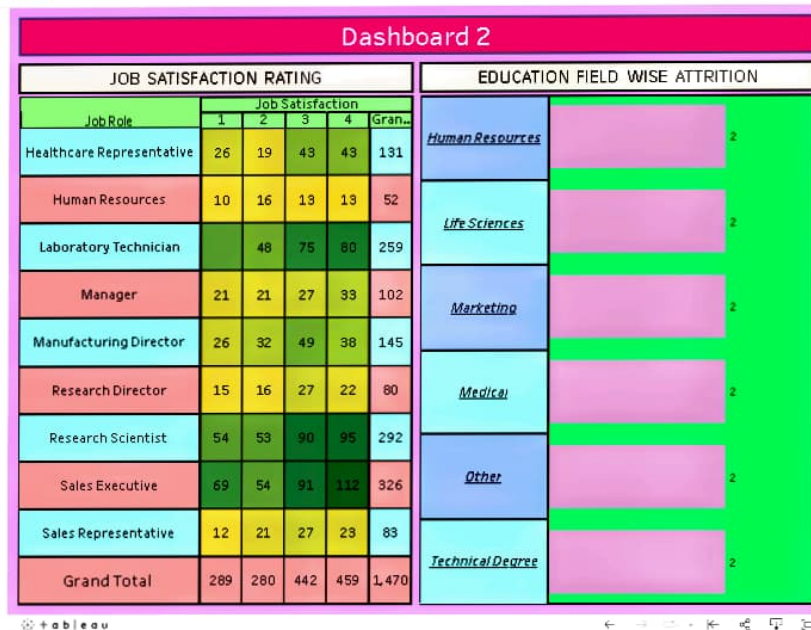 Dashboard 2
JOB SATISFACTION RATING
Job Satisfaction
Job Role 1 2 3 4 Gran..
Healthcare Representative 26 19 43 43 131
Human Resources 10 16 13 13 52
Laboratory Technician 48 75 80 259
Manager 21 21 27 33 102
Manufacturing Director 26 32 49 38 145
Research Director 15 16 27 22 80
Research Scientist 54 53 90 95 292
Sales Executive 69 54 91 112 326
Sales Representative 12 21 27 23 83
Grand Total 289 280 442 459 1,470
EDUCATION FIELD WISE ATTRITION
Human Resources 2
Life Sciences 2
Marketing 2
Medical 2
Other 2
Technical Degree 2
+ableau